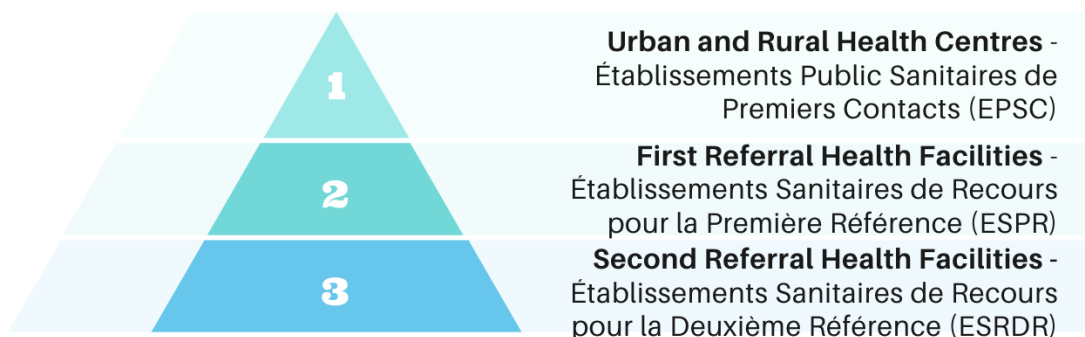 1
Urban and Rural Health Centres -
Établissements Public Sanitaires de
Premiers Contacts (EPSC)
2
First Referral Health Facilities -
Établissements Sanitaires de Recours
pour la Première Référence (ESPR)
3
Second Referral Health Facilities -
Établissements Sanitaires de Recours
pour la Deuxième Référence (ESRDR)